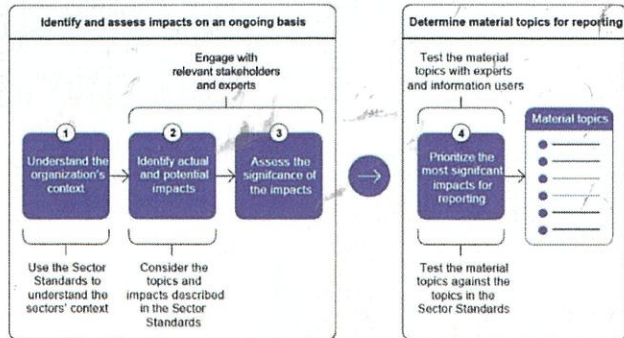 Identify and assess impacts on an ongoing basis
Engage with
relevant stakeholders
and experts
1
Understand the
organization's
context
2
Identify actual
and potential
impacts
3
Assess the
signifcance of
the impacts
Use the Sector
Standards to
understand the
sectors' context
Consider the
topics and
impacts described
in the Sector
Standards
Determine material topics for reporting
Test the material
topics with experts
and information users
4
Prioritize the
most signifcant
impacts for
reporting
Material topics
Test the material
topics against the
topics in the
Sector Standards